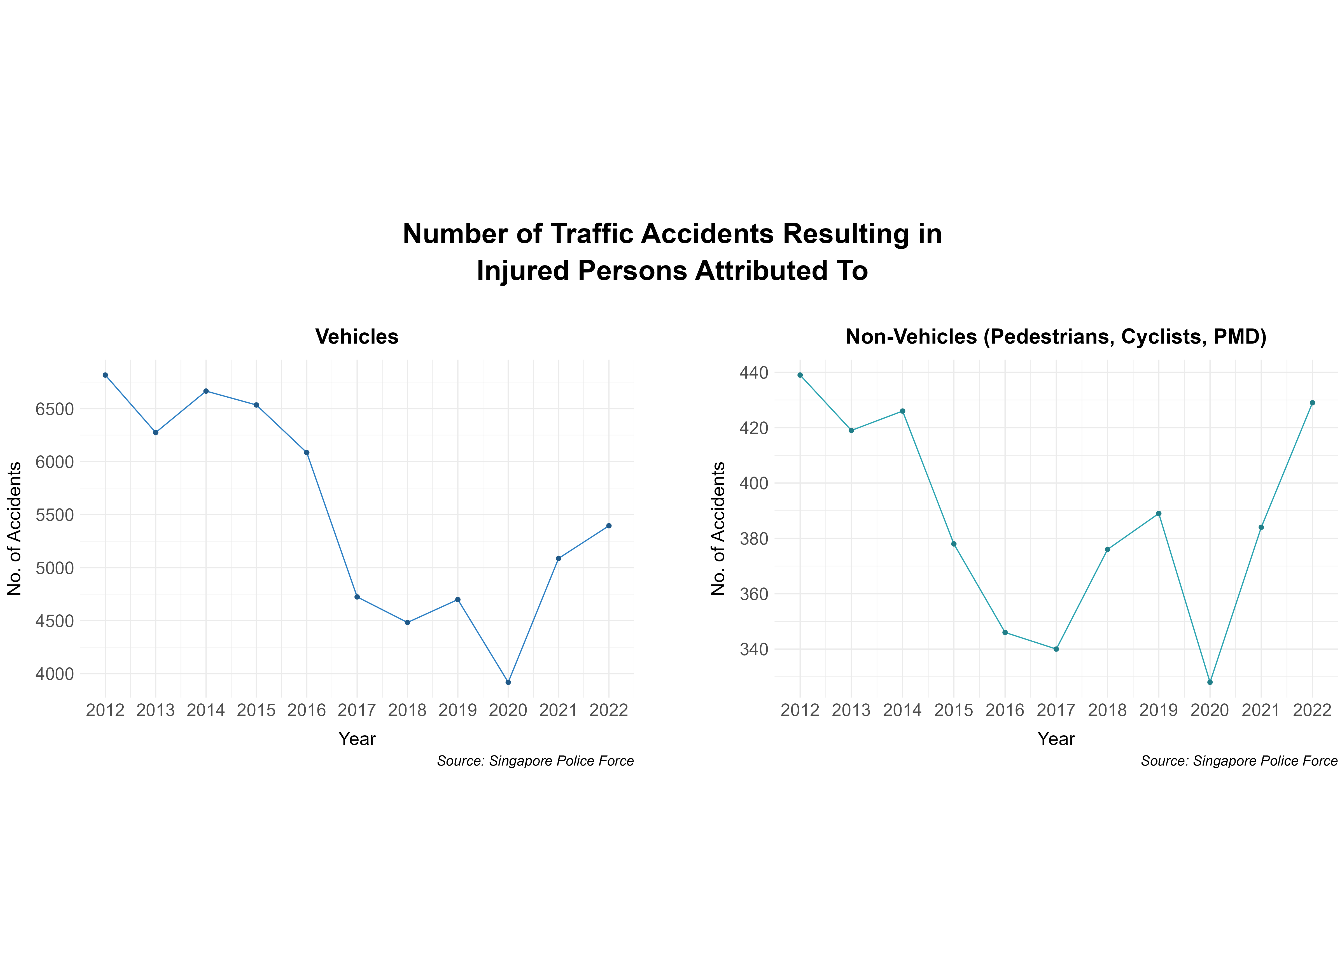 Number of Traffic Accidents Resulting in
Injured Persons Attributed To
Vehicles
No. of Accidents
6500
6000
5500
5000
4500
4000
2012 2013 2014 2015 2016 2017 2018 2019 2020 2021 2022
Year
Source: Singapore Police Force
Non-Vehicles (Pedestrians, Cyclists, PMD)
No. of Accidents
440
420
400
380
360
340
2012 2013 2014 2015 2016 2017 2018 2019 2020 2021 2022
Year
Source: Singapore Police Force